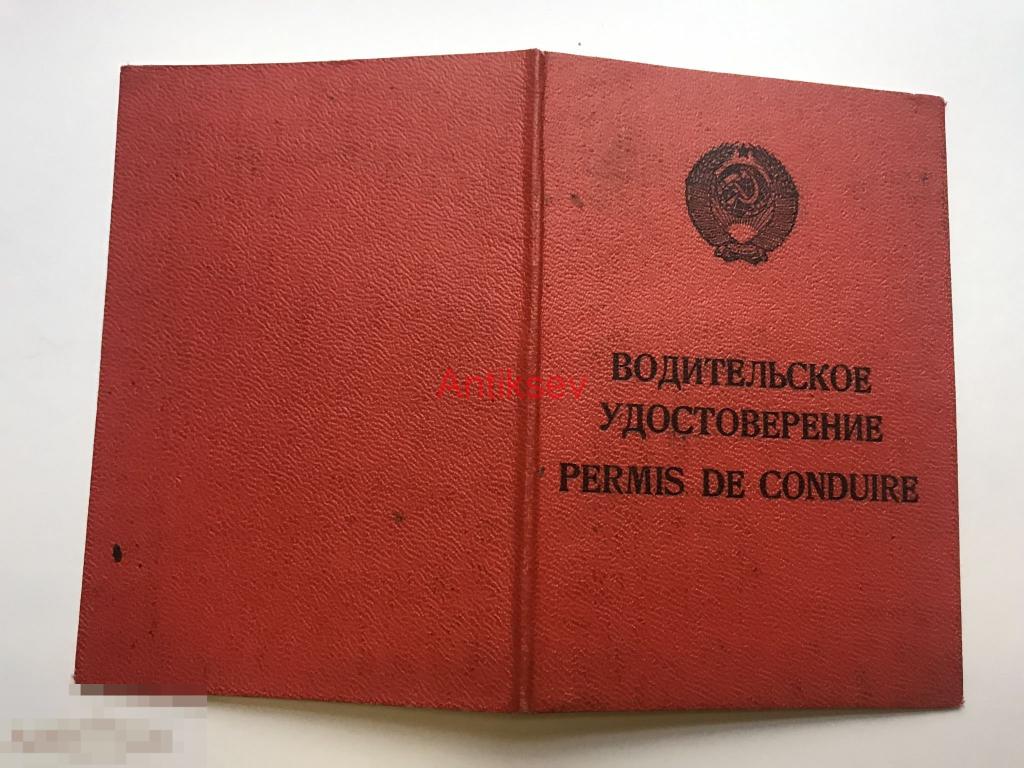 ВОДИТЕЛЬСКОЕ
УДОСТОВЕРЕНИЕ
PERMIS DE CONDUIRE
Antiksev